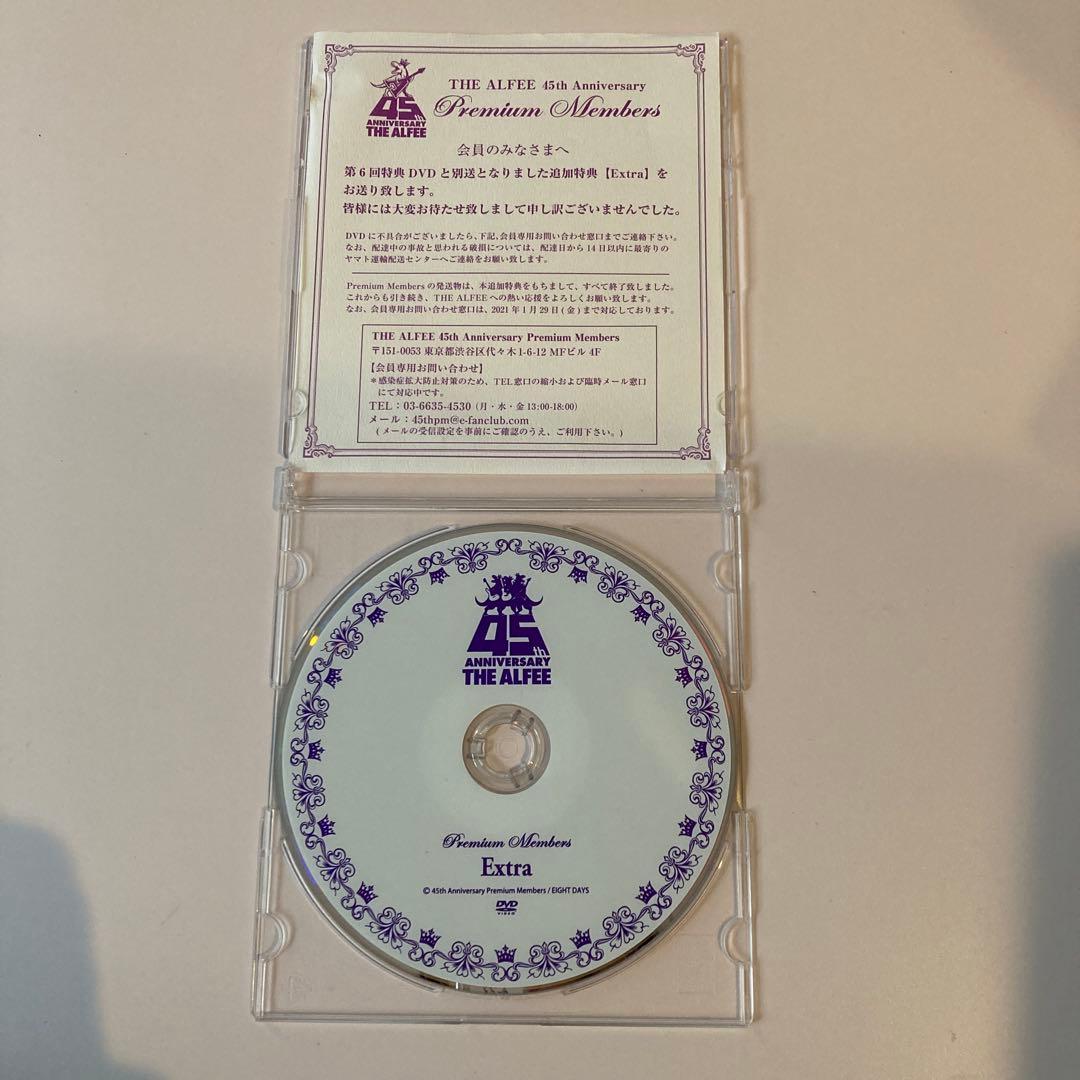 45th
ANNIVERSARY
THE ALFEE
THE ALFEE 45th Anniversary
Premium Members
会員のみなさまへ
第6回特典DVDと別送となりました追加特典【Extra】を
お送り致します。
皆様には大変お待たせ致しまして申し訳ございませんでした。
DVDに不具合がございましたら、下記、会員専用お問い合わせ窓口までご連絡下さい。
なお、配達中の事故と思われる破損については、配達日から14日以内に最寄りの
ヤマト運輸配送センターへご連絡をお願い致します。
Premium Membersの発送物は、本追加特典をもちまして、すべて終了致しました。
これからも引き続き、THE ALFEEへの熱い応援をよろしくお願い致します。
なお、会員専用お問い合わせ窓口は、2021年1月29日(金)まで対応しております。
THE ALFEE 45th Anniversary Premium Members
〒151-0053 東京都渋谷区代々木1-6-12 MFビル4F
【会員専用お問い合わせ】
*感染症拡大防止対策のため、TEL窓口の縮小および臨時メール窓口
にて対応中です。
TEL:03-6635-4530(月・水・金13:00-18:00)
メール:45thpm@e-fanclub.com
(メールの受信設定を事前にご確認のうえ、ご利用下さい。)
45th
ANNIVERSARY
THE ALFEE
Premium Members
Extra
© 45th Anniversary Premium Members / EIGHT DAYS
DVD
VIDEO